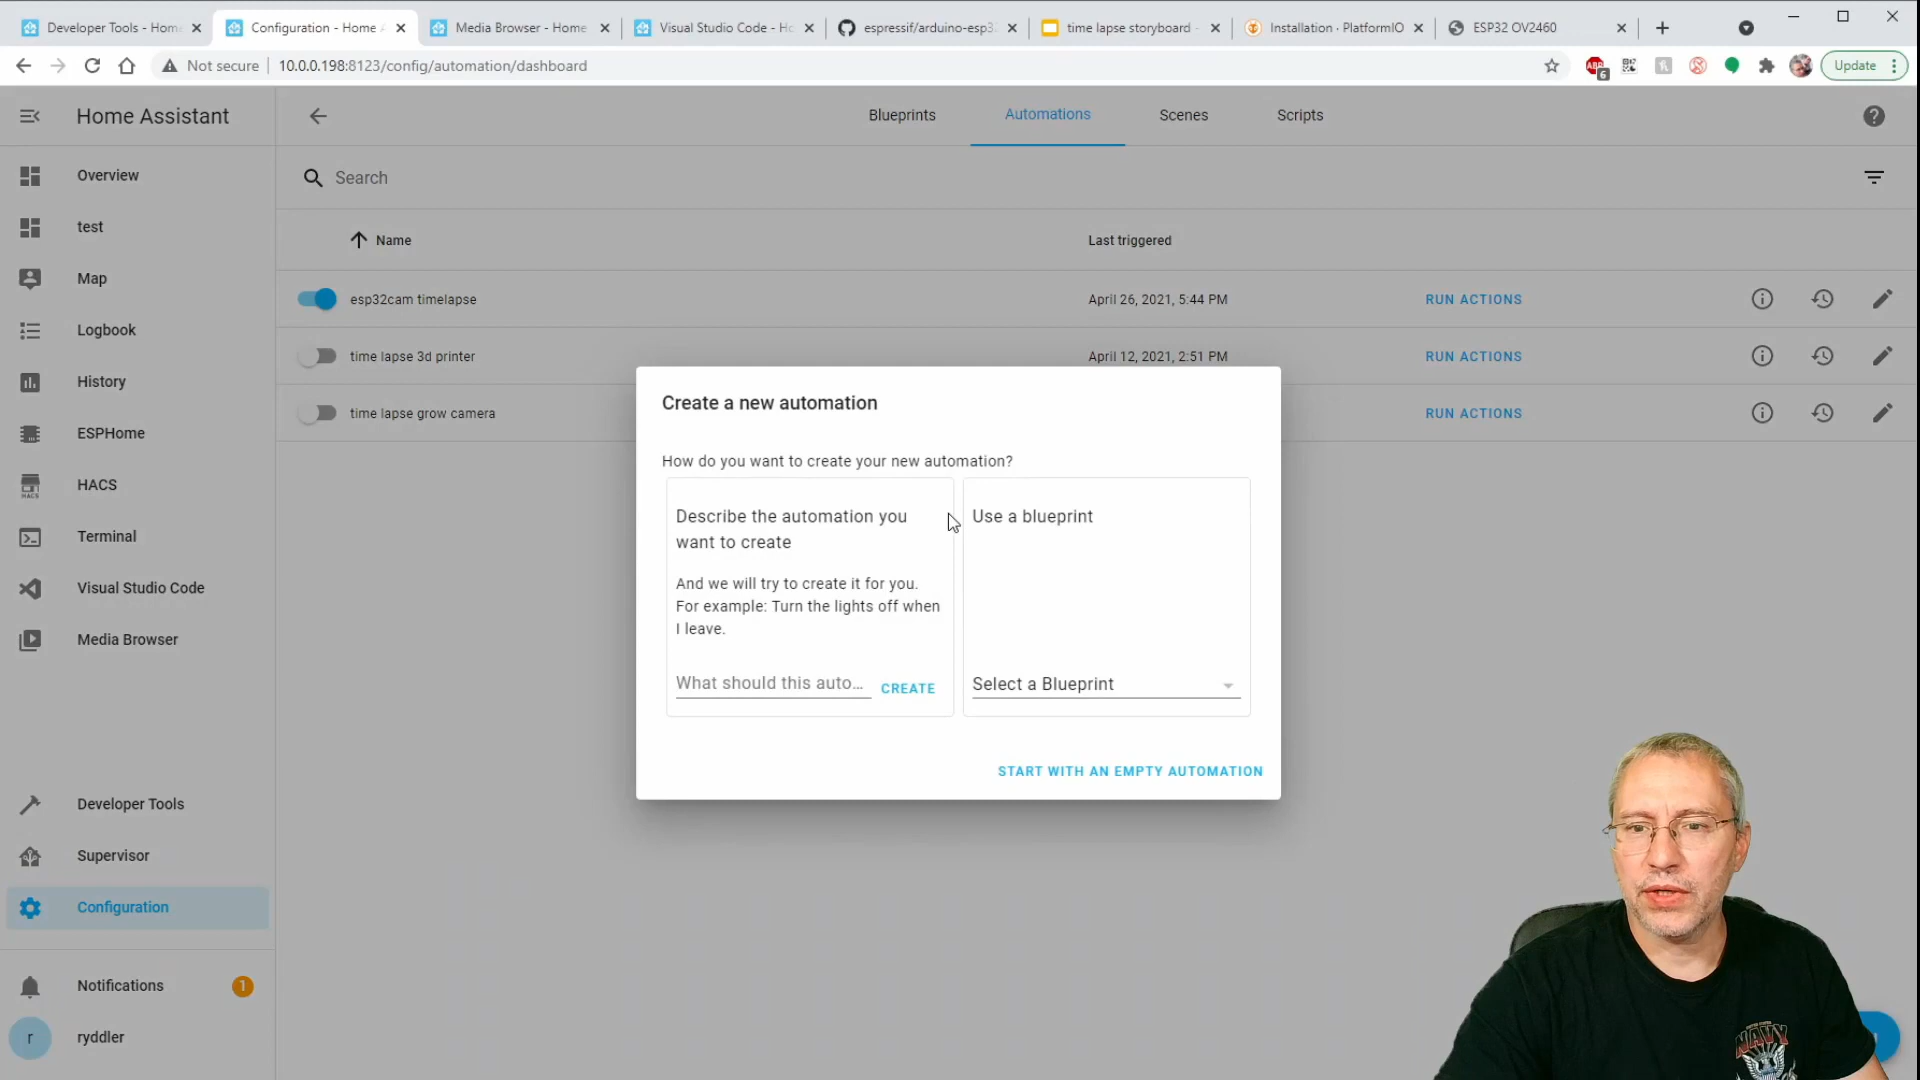 Developer Tools - Home
Configuration - Home A
Media Browser - Home
Visual Studio Code - Ho
espressif/arduino-esp3
time lapse storyboard -
Installation · PlatformIO
ESP32 OV2460
Not secure
10.0.0.198:8123/config/automation/dashboard
ABP
6
Update
Home Assistant
Blueprints
Automations
Scenes
Scripts
Overview
Search
test
Name
Last triggered
Map
esp32cam timelapse
April 26, 2021, 5:44 PM
RUN ACTIONS
Logbook
time lapse 3d printer
April 12, 2021, 2:51 PM
RUN ACTIONS
History
time lapse grow camera
RUN ACTIONS
ESPHome
HACS
HACS
Terminal
Visual Studio Code
Media Browser
Create a new automation
How do you want to create your new automation?
Describe the automation you
want to create
And we will try to create it for you.
For example: Turn the lights off when
I leave.
What should this auto...
CREATE
Use a blueprint
Select a Blueprint
START WITH AN EMPTY AUTOMATION
Developer Tools
Supervisor
Configuration
Notifications
1
r
ryddler
NAVY